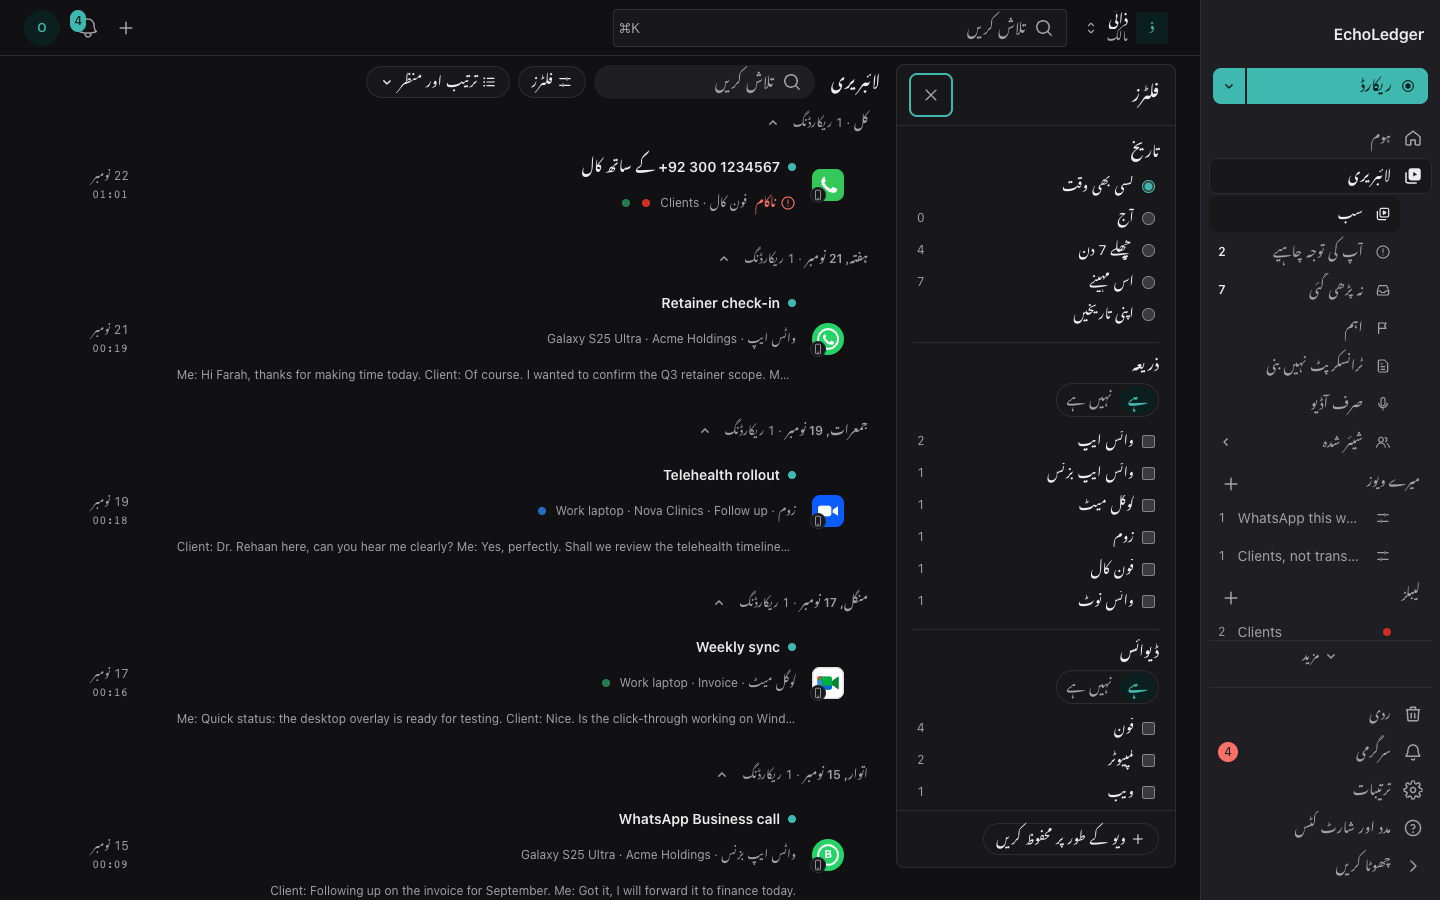 EchoLedger
ریکارڈ
ہوم
لائبریری
سب
آپ کی توجہ چاہیے 2
نہ پڑھی گئی 7
اہم
ٹرانسکرپٹ نہیں بنی
صرف آڈیو
شیئر شدہ
میرے ویوز
WhatsApp this w... 1
Clients, not trans... 1
لیبلز
Clients 2
مزید
ردی
سرگرمی 4
ترتیبات
مدد اور شارٹ کٹس
چھوٹا کریں
ذ
ذاتی
مالک
تلاش کریں ⌘K
4
O
فلٹرز
تاریخ
کسی بھی وقت
آج 0
پچھلے 7 دن 4
اس مہینے 7
اپنی تاریخیں
ذریعہ
ہے نہیں ہے
واٹس ایپ 2
واٹس ایپ بزنس 1
گوگل میٹ 1
زوم 1
فون کال 1
وائس نوٹ 1
ڈیوائس
ہے نہیں ہے
فون 4
کمپیوٹر 2
ویب 1
ویو کے طور پر محفوظ کریں
لائبریری
تلاش کریں
فلٹرز
ترتیب اور منظر
کل · 1 ریکارڈنگ
+92 300 1234567 کے ساتھ کال
ناکام فون کال · Clients
22 نومبر
01:01
ہفتہ, 21 نومبر · 1 ریکارڈنگ
Retainer check-in
واٹس ایپ · Galaxy S25 Ultra · Acme Holdings
21 نومبر
00:19
Me: Hi Farah, thanks for making time today. Client: Of course. I wanted to confirm the Q3 retainer scope. M...
جمعرات, 19 نومبر · 1 ریکارڈنگ
Telehealth rollout
زوم · Work laptop · Nova Clinics · Follow up
19 نومبر
00:18
Client: Dr. Rehaan here, can you hear me clearly? Me: Yes, perfectly. Shall we review the telehealth timeline...
منگل, 17 نومبر · 1 ریکارڈنگ
Weekly sync
گوگل میٹ · Work laptop · Invoice
17 نومبر
00:16
Me: Quick status: the desktop overlay is ready for testing. Client: Nice. Is the click-through working on Wind...
اتوار, 15 نومبر · 1 ریکارڈنگ
WhatsApp Business call
واٹس ایپ بزنس · Galaxy S25 Ultra · Acme Holdings
15 نومبر
00:09
Client: Following up on the invoice for September. Me: Got it, I will forward it to finance today.